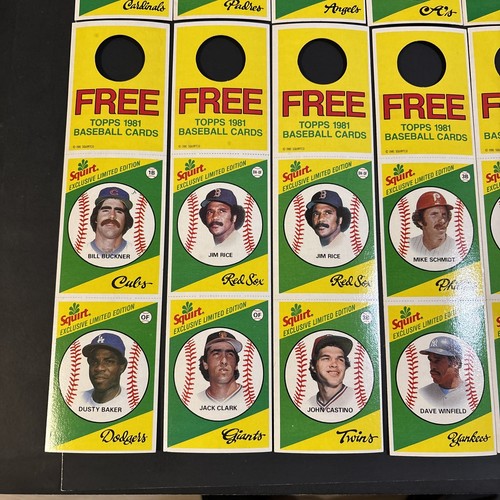 Cardinals
Padres
Angels
A's
FREE
TOPPS 1981
BASEBALL CARDS
FREE
TOPPS 1981
BASEBALL CARDS
FREE
TOPPS 1981
BASEBALL CARDS
FREE
TOPPS 1981
BASEBALL CARDS
Squirt
EXCLUSIVE LIMITED EDITION
1B
BILL BUCKNER
Cubs
Squirt
EXCLUSIVE LIMITED EDITION
JIM RICE
Red Sox
Squirt
EXCLUSIVE LIMITED EDITION
JIM RICE
Red Sox
Squirt
EXCLUSIVE LIMITED EDITION
3B
MIKE SCHMIDT
Squirt
EXCLUSIVE LIMITED EDITION
OF
DUSTY BAKER
Dodgers
Squirt
EXCLUSIVE LIMITED EDITION
OF
JACK CLARK
Giants
Squirt
EXCLUSIVE LIMITED EDITION
JOHN CASTINO
Twins
Squirt
EXCLUSIVE LIMITED EDITION
DAVE WINFIELD
Yankees